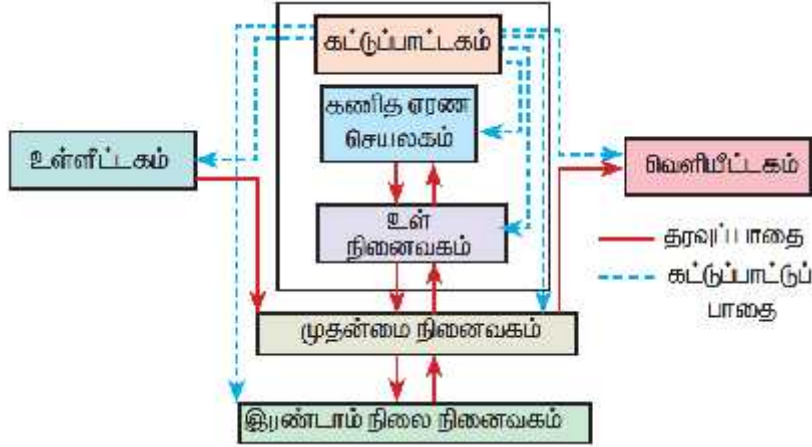 கட்டுப்பாட்டகம்
கணித ஏரண
செயலகம்
உள்ளீட்டகம்
வெளியீட்டகம்
உள்
நினைவகம்
தரவுப் பாதை
கட்டுப்பாட்டுப்
பாதை
முதன்மை நினைவகம்
இரண்டாம் நிலை நினைவகம்